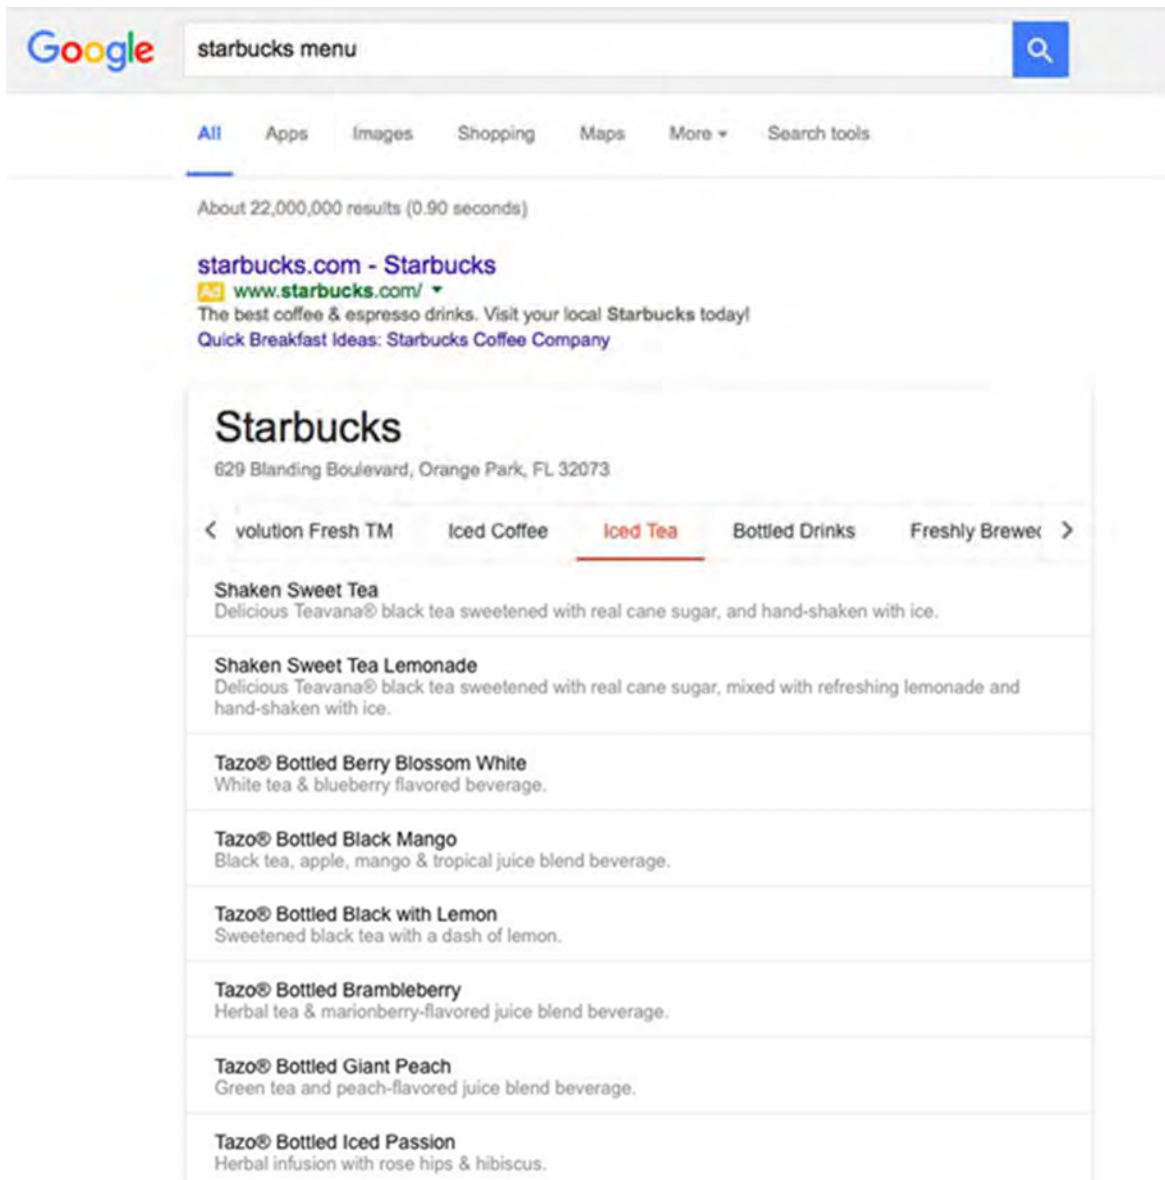 Google
starbucks menu
All Apps Images Shopping Maps More Search tools
About 22,000,000 results (0.90 seconds)
starbucks.com - Starbucks
Ad www.starbucks.com/
The best coffee & espresso drinks. Visit your local Starbucks today!
Quick Breakfast Ideas: Starbucks Coffee Company
Starbucks
629 Blanding Boulevard, Orange Park, FL 32073
volution Fresh TM Iced Coffee Iced Tea Bottled Drinks Freshly Brewec
Shaken Sweet Tea
Delicious Teavana® black tea sweetened with real cane sugar, and hand-shaken with ice.
Shaken Sweet Tea Lemonade
Delicious Teavana® black tea sweetened with real cane sugar, mixed with refreshing lemonade and
hand-shaken with ice.
Tazo® Bottled Berry Blossom White
White tea & blueberry flavored beverage.
Tazo® Bottled Black Mango
Black tea, apple, mango & tropical juice blend beverage.
Tazo® Bottled Black with Lemon
Sweetened black tea with a dash of lemon.
Tazo® Bottled Brambleberry
Herbal tea & marionberry-flavored juice blend beverage.
Tazo® Bottled Giant Peach
Green tea and peach-flavored juice blend beverage.
Tazo® Bottled Iced Passion
Herbal infusion with rose hips & hibiscus.